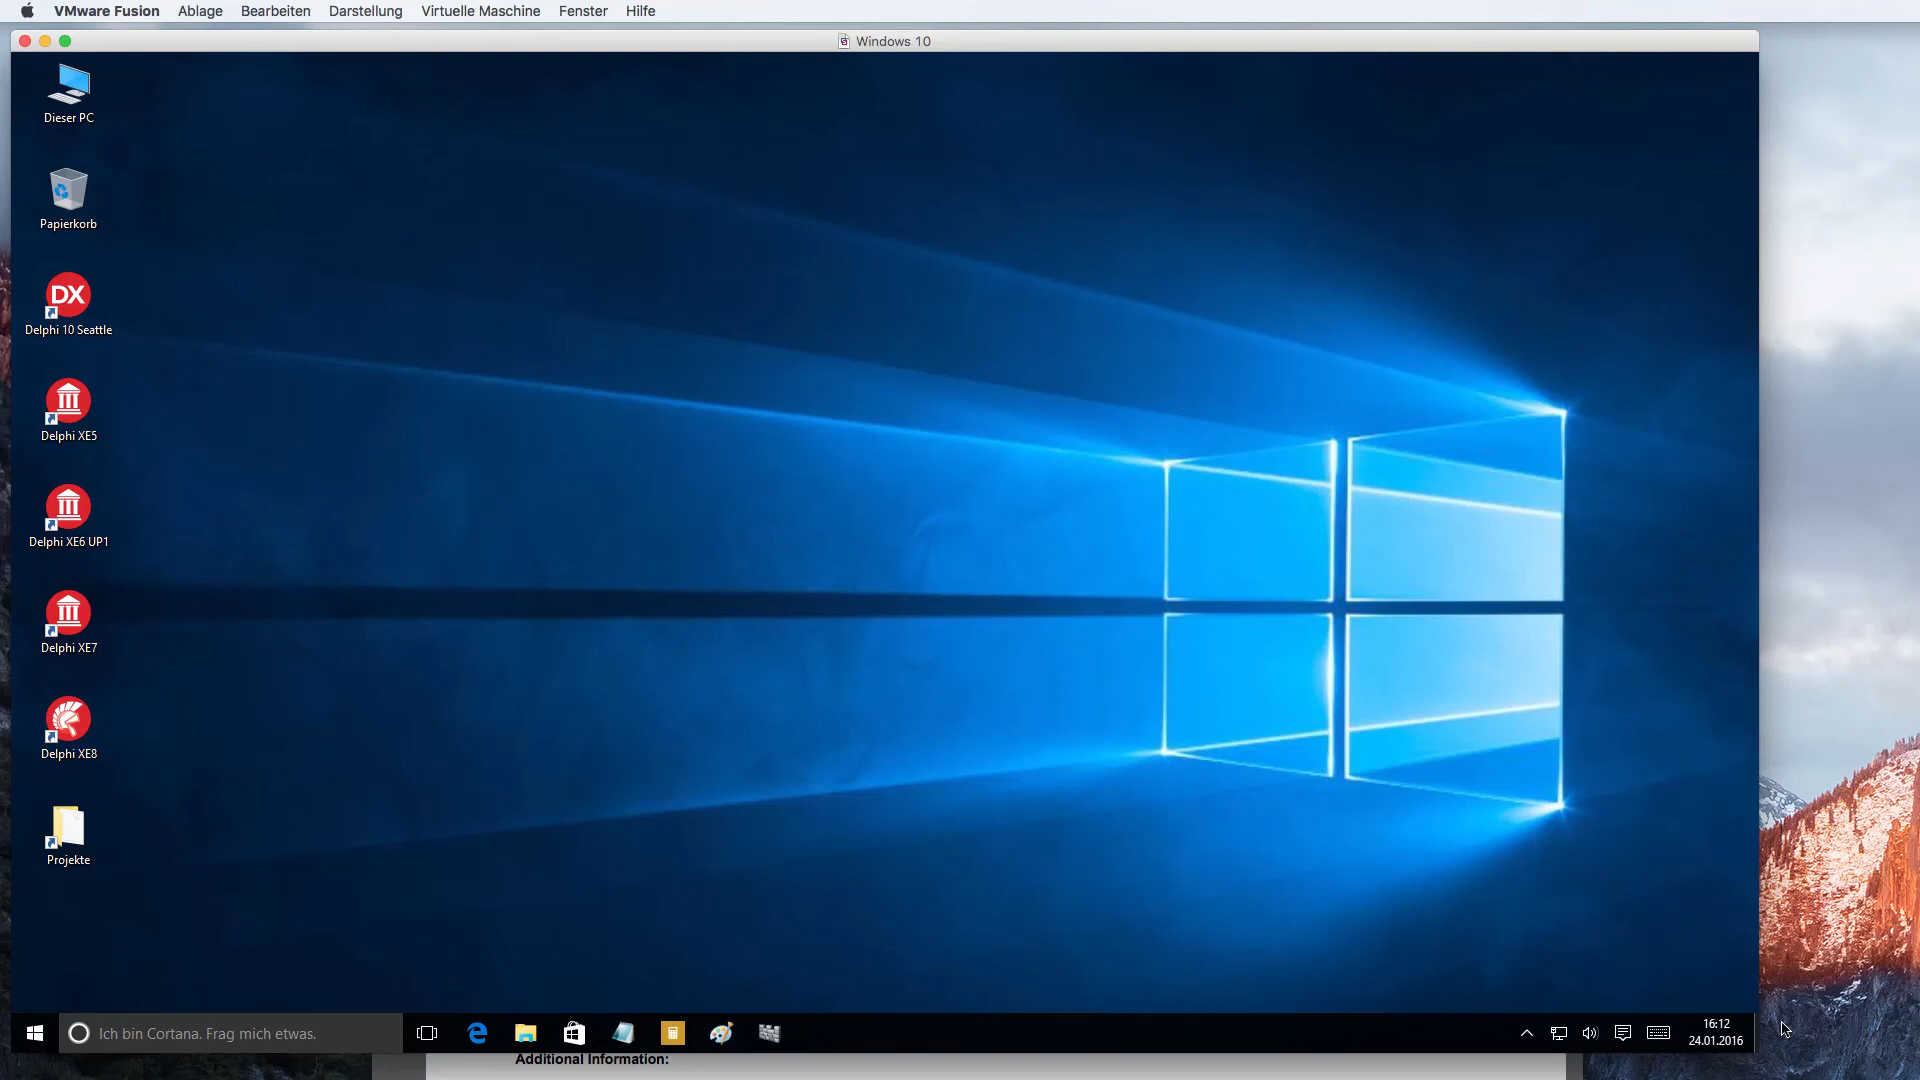 VMware Fusion Ablage Bearbeiten Darstellung Virtuelle Maschine Fenster Hilfe
Windows 10
Dieser PC
Papierkorb
DX
Delphi 10 Seattle
Delphi XE5
Delphi XE6 UP1
Delphi XE7
Delphi XE8
Projekte
Ich bin Cortana. Frag mich etwas.
16:12
24.01.2016
Additional Information: